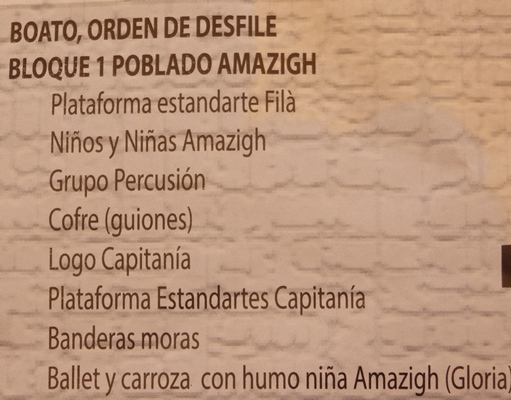 BOATO, ORDEN DE DESFILE
BLOQUE 1 POBLADO AMAZIGH
Plataforma estandarte Filà
Niños y Niñas Amazigh
Grupo Percusión
Cofre (guiones)
Logo Capitanía
Plataforma Estandartes Capitanía
Banderas moras
Ballet y carroza con humo niña Amazigh (Gloria)